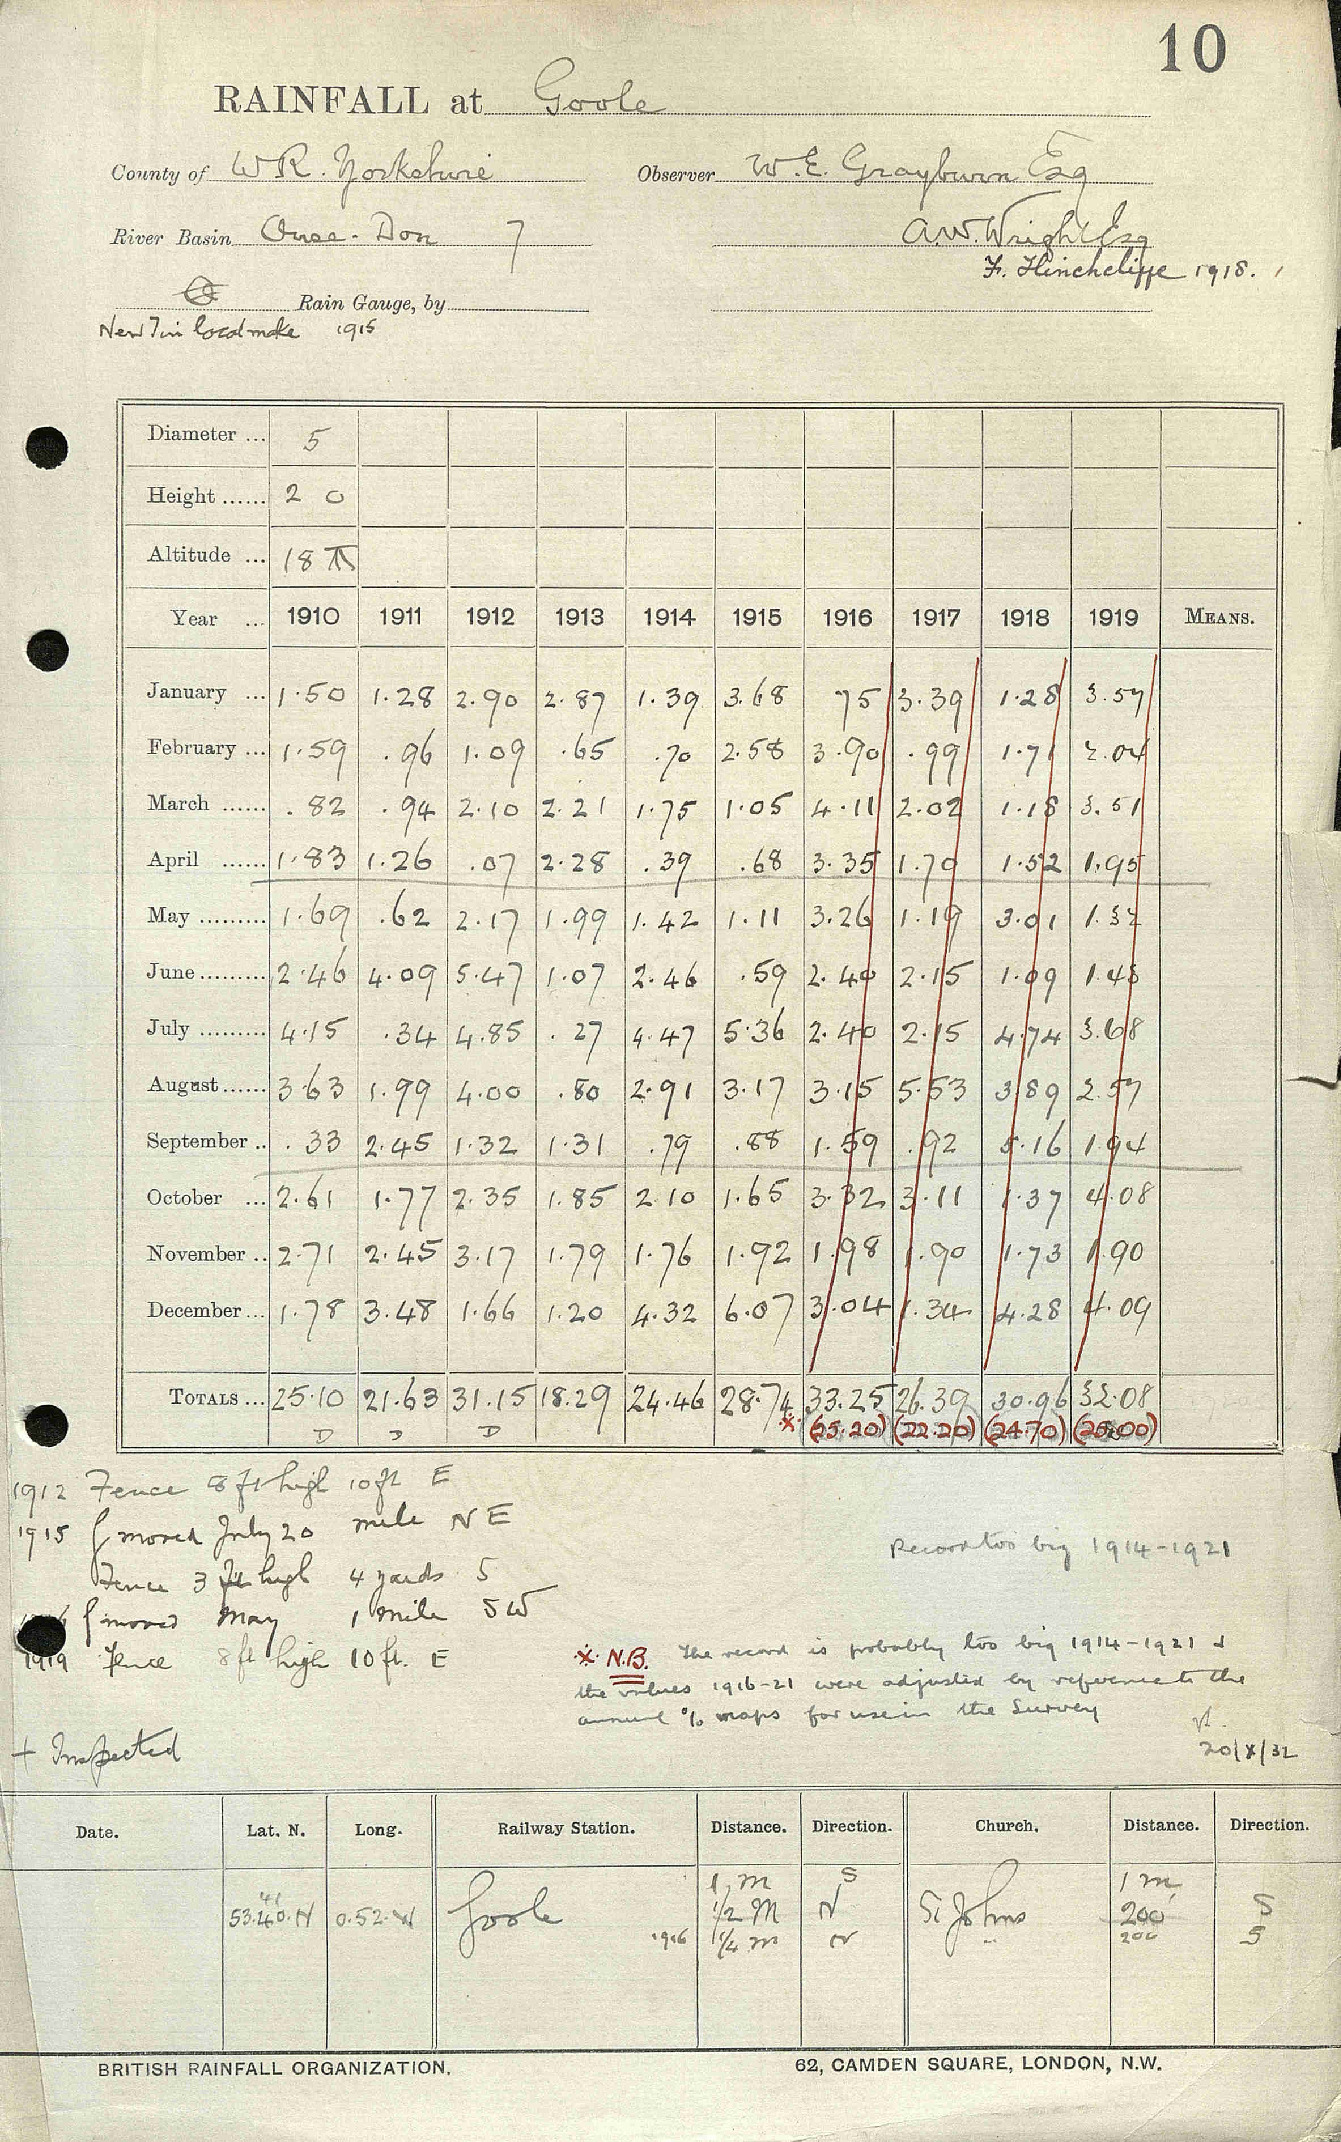 10
RAINFALL at Goole
County of W R. Yorkshire Observer W. E. Grayburn Esq
River Basin Ouse - Don 7 A.W. Wright Esq
F. Hinchcliffe 1918.
Rain Gauge, by
New 7 in local make 1915
Diameter ... 5
Height ...... 2 0
Altitude ... 18
Year ... 1910 1911 1912 1913 1914 1915 1916 1917 1918 1919 MEANS.
January ... 1.50 1.28 2.90 2.87 1.39 3.68 75 3.39 1.28 3.57
February ... 1.59 .96 1.09 .65 .70 2.58 3.90 .99 1.71 2.04
March ...... .82 .94 2.10 2.21 1.75 1.05 4.11 2.02 1.18 3.51
April ...... 1.83 1.26 .07 2.28 .39 .68 3.35 1.70 1.52 1.95
May ......... 1.69 .62 2.17 1.99 1.42 1.11 3.26 1.19 3.01
June ......... 2.46 4.09 5.47 1.07 2.46 .59 2.40 2.15 1.09 1.45
July ......... 4.15 .34 4.85 .27 4.47 5.36 2.40 2.15 4.74 3.68
August ...... 3.63 1.99 4.00 .80 2.91 3.17 3.15 5.53 3.89 2.57
September .. .33 2.45 1.32 1.31 .79 .88 1.59 .92 5.16 1.94
October ... 2.61 1.77 2.35 1.85 2.10 1.65 3.32 3.11 1.37 4.08
November .. 2.71 2.45 3.17 1.79 1.76 1.92 1.98 1.90 1.73 1.90
December ... 1.78 3.48 1.66 1.20 4.32 6.07 3.04 1.34 4.28 4.09
TOTALS ... 25.10 21.63 31.15 18.29 24.46 28.74 33.25 26.39 30.96 32.08
D D D × (25.20) (22.20) (24.70) (25.00)
1912 Fence 8 ft high 10 ft E
1915 { moved July 20 mile N E
Fence 3 ft high 4 yards S
Record too big 1914-1921
{ moved May 1 mile SW
1919 Fence 8 ft high 10 ft. E
× N.B. The record is probably too big 1914-1921 &
the values 1916-21 were adjusted by reference to the
annual % maps for use in the Survey
20/X/32
+ Inspected
Date. Lat. N. Long. Railway Station. Distance. Direction. Church. Distance. Direction.
1 m S 1 m
41
53.40.N 0.52.W Goole 1/2 M N St Johns 200 S
1916 1/4 m N 200 S
BRITISH RAINFALL ORGANIZATION. 62, CAMDEN SQUARE, LONDON, N.W.